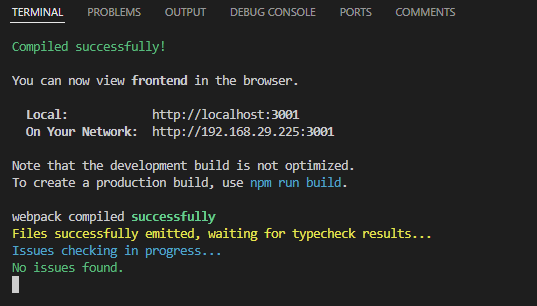 TERMINAL PROBLEMS OUTPUT DEBUG CONSOLE PORTS COMMENTS
Compiled successfully!
You can now view frontend in the browser.
Local: http://localhost:3001
On Your Network: http://192.168.29.225:3001
Note that the development build is not optimized.
To create a production build, use npm run build.
webpack compiled successfully
Files successfully emitted, waiting for typecheck results...
Issues checking in progress...
No issues found.